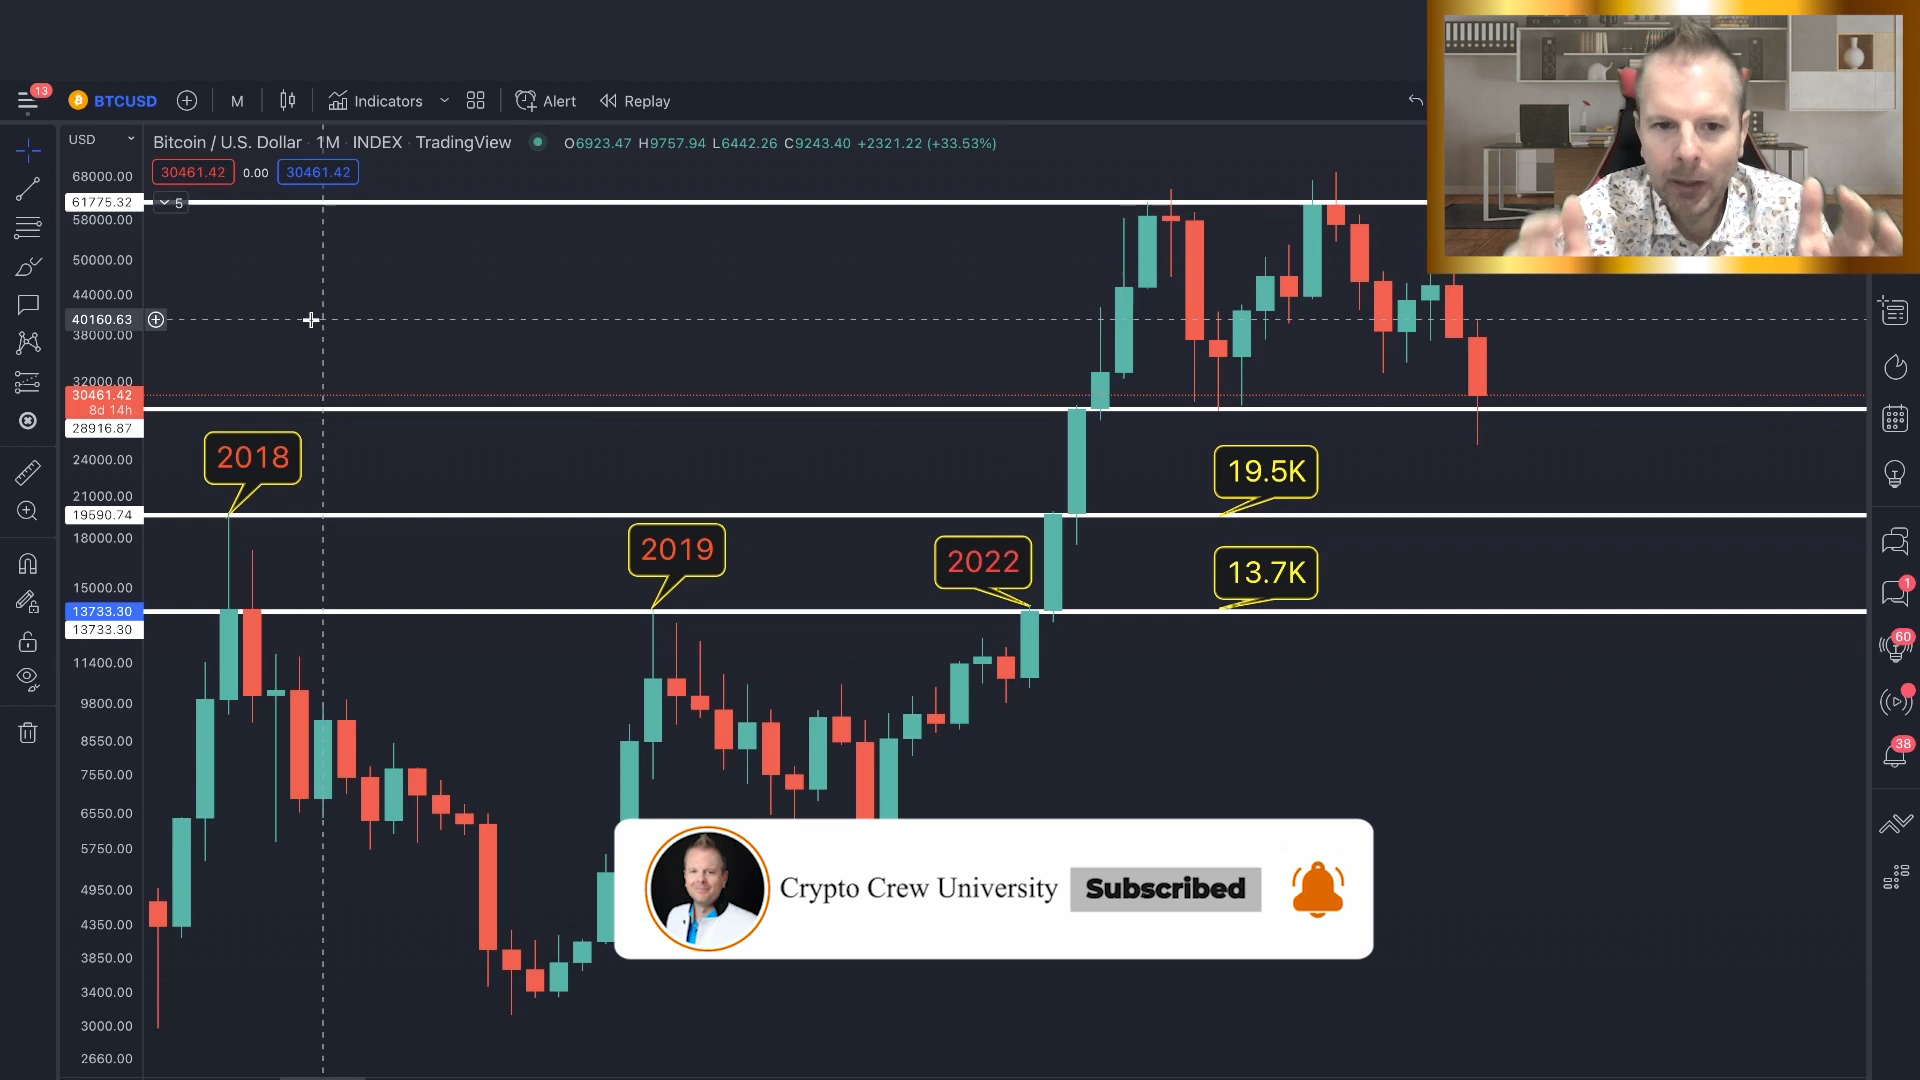 13
BTCUSD
M
Indicators
Alert
Replay
USD
Bitcoin / U.S. Dollar · 1M · INDEX · TradingView
O6923.47 H9757.94 L6442.26 C9243.40 +2321.22 (+33.53%)
30461.42 0.00 30461.42
5
68000.00
61775.32
58000.00
50000.00
44000.00
40160.63
38000.00
32000.00
30461.42
8d 14h
28916.87
24000.00
21000.00
19590.74
18000.00
15000.00
13733.30
13733.30
11400.00
9800.00
8550.00
7550.00
6550.00
5750.00
4950.00
4350.00
3850.00
3400.00
3000.00
2660.00
2018
2019
2022
19.5K
13.7K
Crypto Crew University
Subscribed
1
60
38